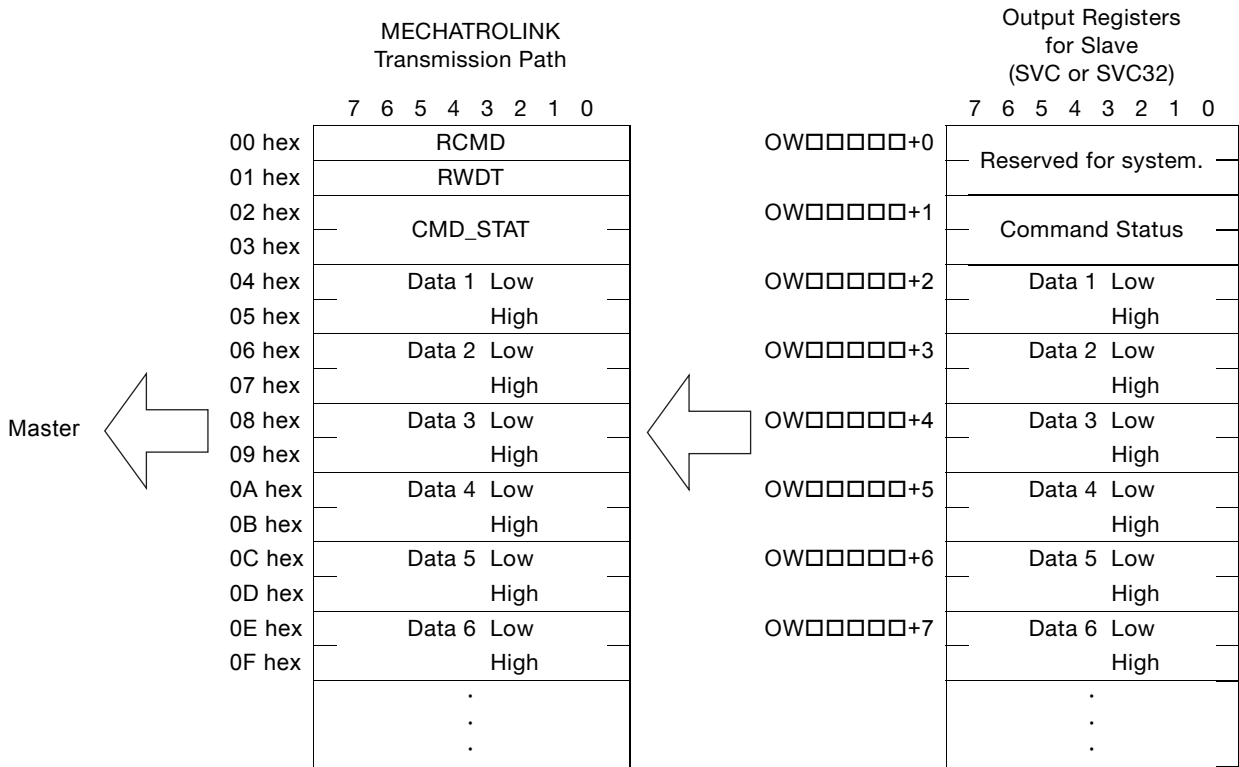 MECHATROLINK
Transmission Path
Output Registers
for Slave
(SVC or SVC32)
7 6 5 4 3 2 1 0
7 6 5 4 3 2 1 0
00 hex RCMD OW□□□□□+0 Reserved for system.
01 hex RWDT
02 hex CMD_STAT OW□□□□□+1 Command Status
03 hex
04 hex Data 1 Low OW□□□□□+2 Data 1 Low
05 hex High High
06 hex Data 2 Low OW□□□□□+3 Data 2 Low
07 hex High High
Master
08 hex Data 3 Low OW□□□□□+4 Data 3 Low
09 hex High High
0A hex Data 4 Low OW□□□□□+5 Data 4 Low
0B hex High High
0C hex Data 5 Low OW□□□□□+6 Data 5 Low
0D hex High High
0E hex Data 6 Low OW□□□□□+7 Data 6 Low
0F hex High High